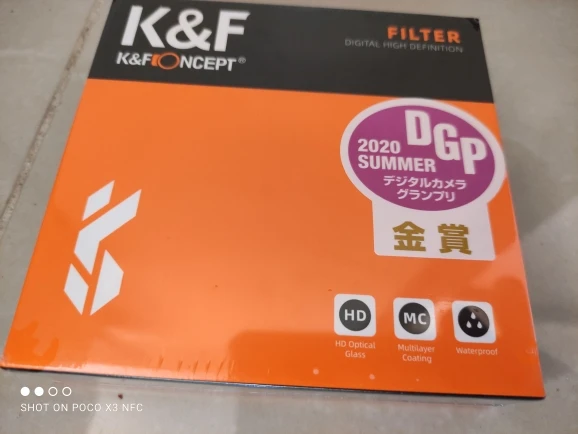 K&F
K&FCONCEPT®
FILTER
DIGITAL HIGH DEFINITION
2020
SUMMER
DGP
デジタルカメラ
グランプリ
金賞
HD
HD Optical
Glass
MC
Multilayer
Coating
Waterproof
SHOT ON POCO X3 NFC